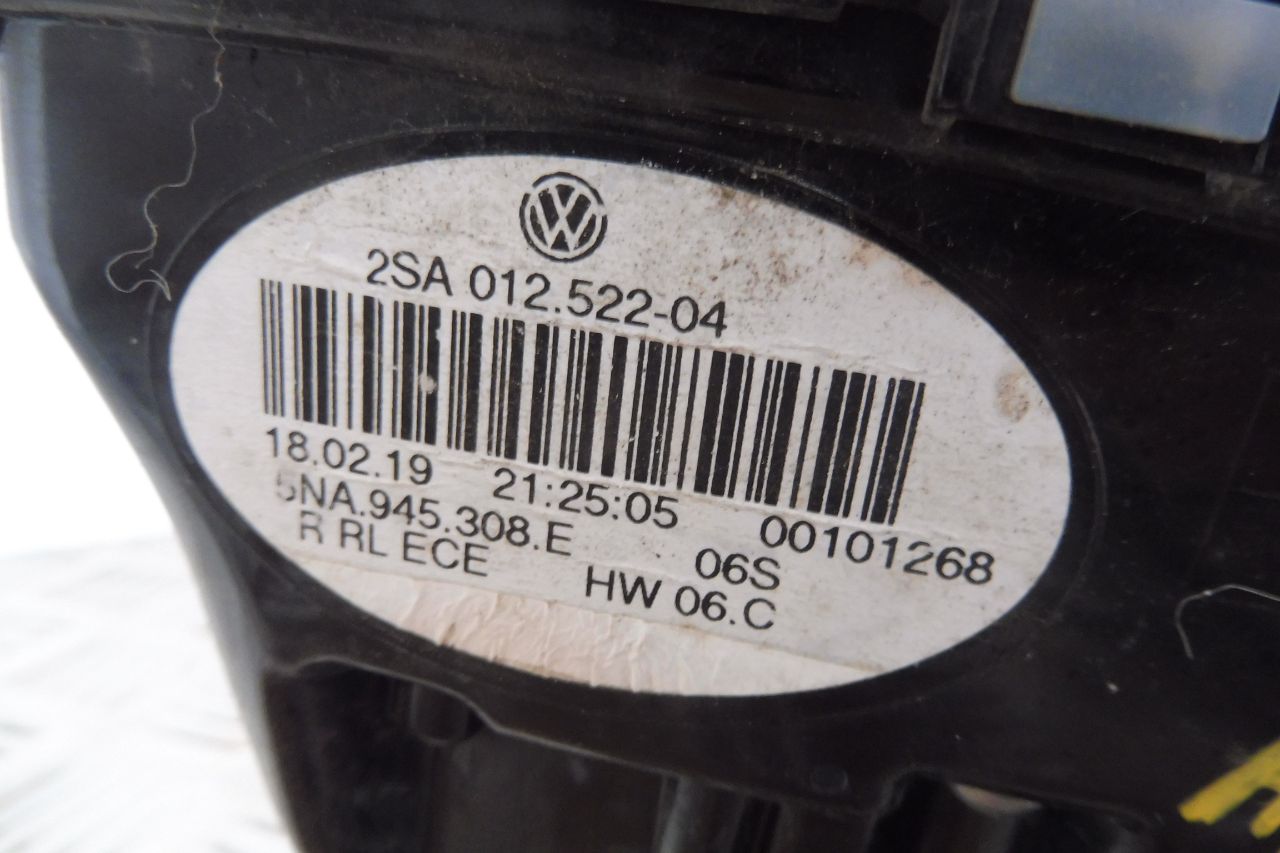 2SA 012.522-04
18.02.19 21:25:05 00101268
5NA.945.308.E 06S
R RL ECE HW 06.C